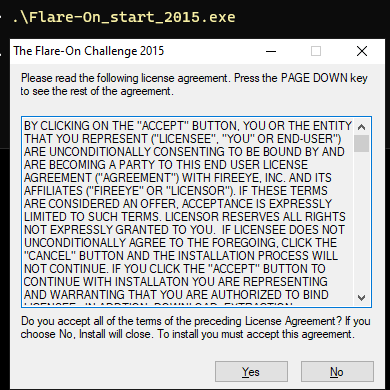 .\Flare-On_start_2015.exe
The Flare-On Challenge 2015
Please read the following license agreement. Press the PAGE DOWN key
to see the rest of the agreement.
BY CLICKING ON THE "ACCEPT" BUTTON, YOU OR THE ENTITY
THAT YOU REPRESENT ("LICENSEE", "YOU" OR END-USER")
ARE UNCONDITIONALLY CONSENTING TO BE BOUND BY AND
ARE BECOMING A PARTY TO THIS END USER LICENSE
AGREEMENT ("AGREEMENT") WITH FIREEYE, INC. AND ITS
AFFILIATES ("FIREEYE" OR "LICENSOR"). IF THESE TERMS
ARE CONSIDERED AN OFFER, ACCEPTANCE IS EXPRESSLY
LIMITED TO SUCH TERMS. LICENSOR RESERVES ALL RIGHTS
NOT EXPRESSLY GRANTED TO YOU.  IF LICENSEE DOES NOT
UNCONDITIONALLY AGREE TO THE FOREGOING, CLICK THE
"CANCEL" BUTTON AND THE INSTALLATION PROCESS WILL
NOT CONTINUE. IF YOU CLICK THE "ACCEPT" BUTTON TO
CONTINUE WITH INSTALLATON YOU ARE REPRESENTING
AND WARRANTING THAT YOU ARE AUTHORIZED TO BIND
Do you accept all of the terms of the preceding License Agreement? If you
choose No, Install will close. To install you must accept this agreement.
Yes
No